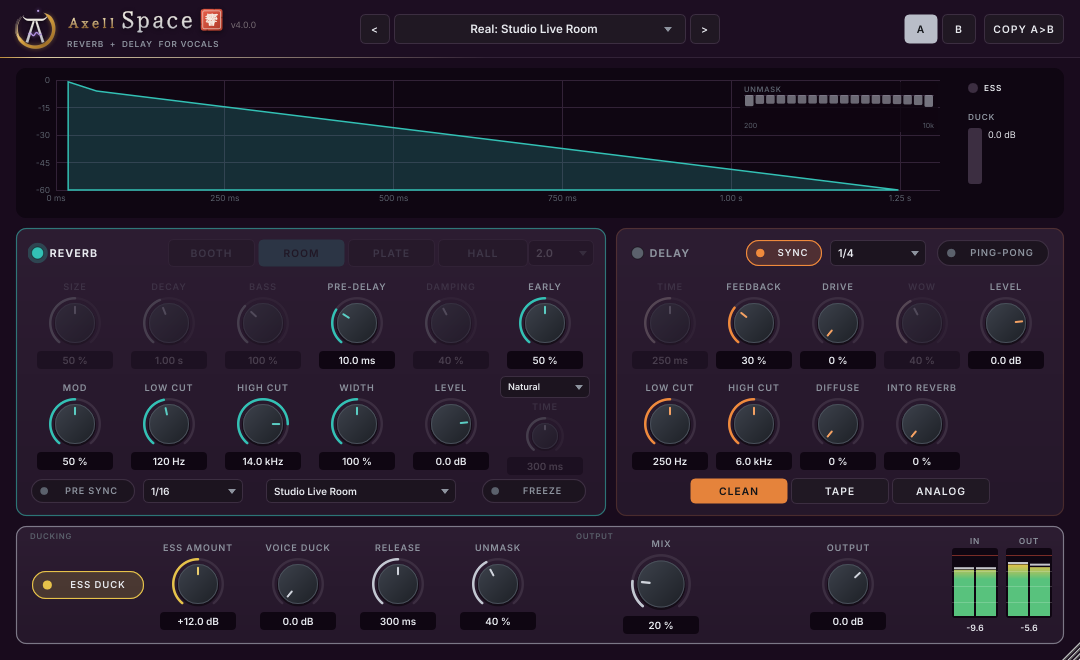 Axell Space 響 v4.0.0
REVERB + DELAY FOR VOCALS
< Real: Studio Live Room >
A B COPY A>B
0
-15
-30
-45
-60
0 ms 250 ms 500 ms 750 ms 1.00 s 1.25 s
UNMASK
200 10k
ESS
DUCK
0.0 dB
REVERB BOOTH ROOM PLATE HALL 2.0
SIZE DECAY BASS PRE-DELAY DAMPING EARLY
50 % 1.00 s 100 % 10.0 ms 40 % 50 %
MOD LOW CUT HIGH CUT WIDTH LEVEL Natural
TIME
50 % 120 Hz 14.0 kHz 100 % 0.0 dB 300 ms
PRE SYNC 1/16 Studio Live Room FREEZE
DELAY SYNC 1/4 PING-PONG
TIME FEEDBACK DRIVE WOW LEVEL
250 ms 30 % 0 % 40 % 0.0 dB
LOW CUT HIGH CUT DIFFUSE INTO REVERB
250 Hz 6.0 kHz 0 % 0 %
CLEAN TAPE ANALOG
DUCKING
ESS DUCK
ESS AMOUNT VOICE DUCK RELEASE UNMASK
+12.0 dB 0.0 dB 300 ms 40 %
OUTPUT
MIX OUTPUT
20 % 0.0 dB
IN OUT
-9.6 -5.6